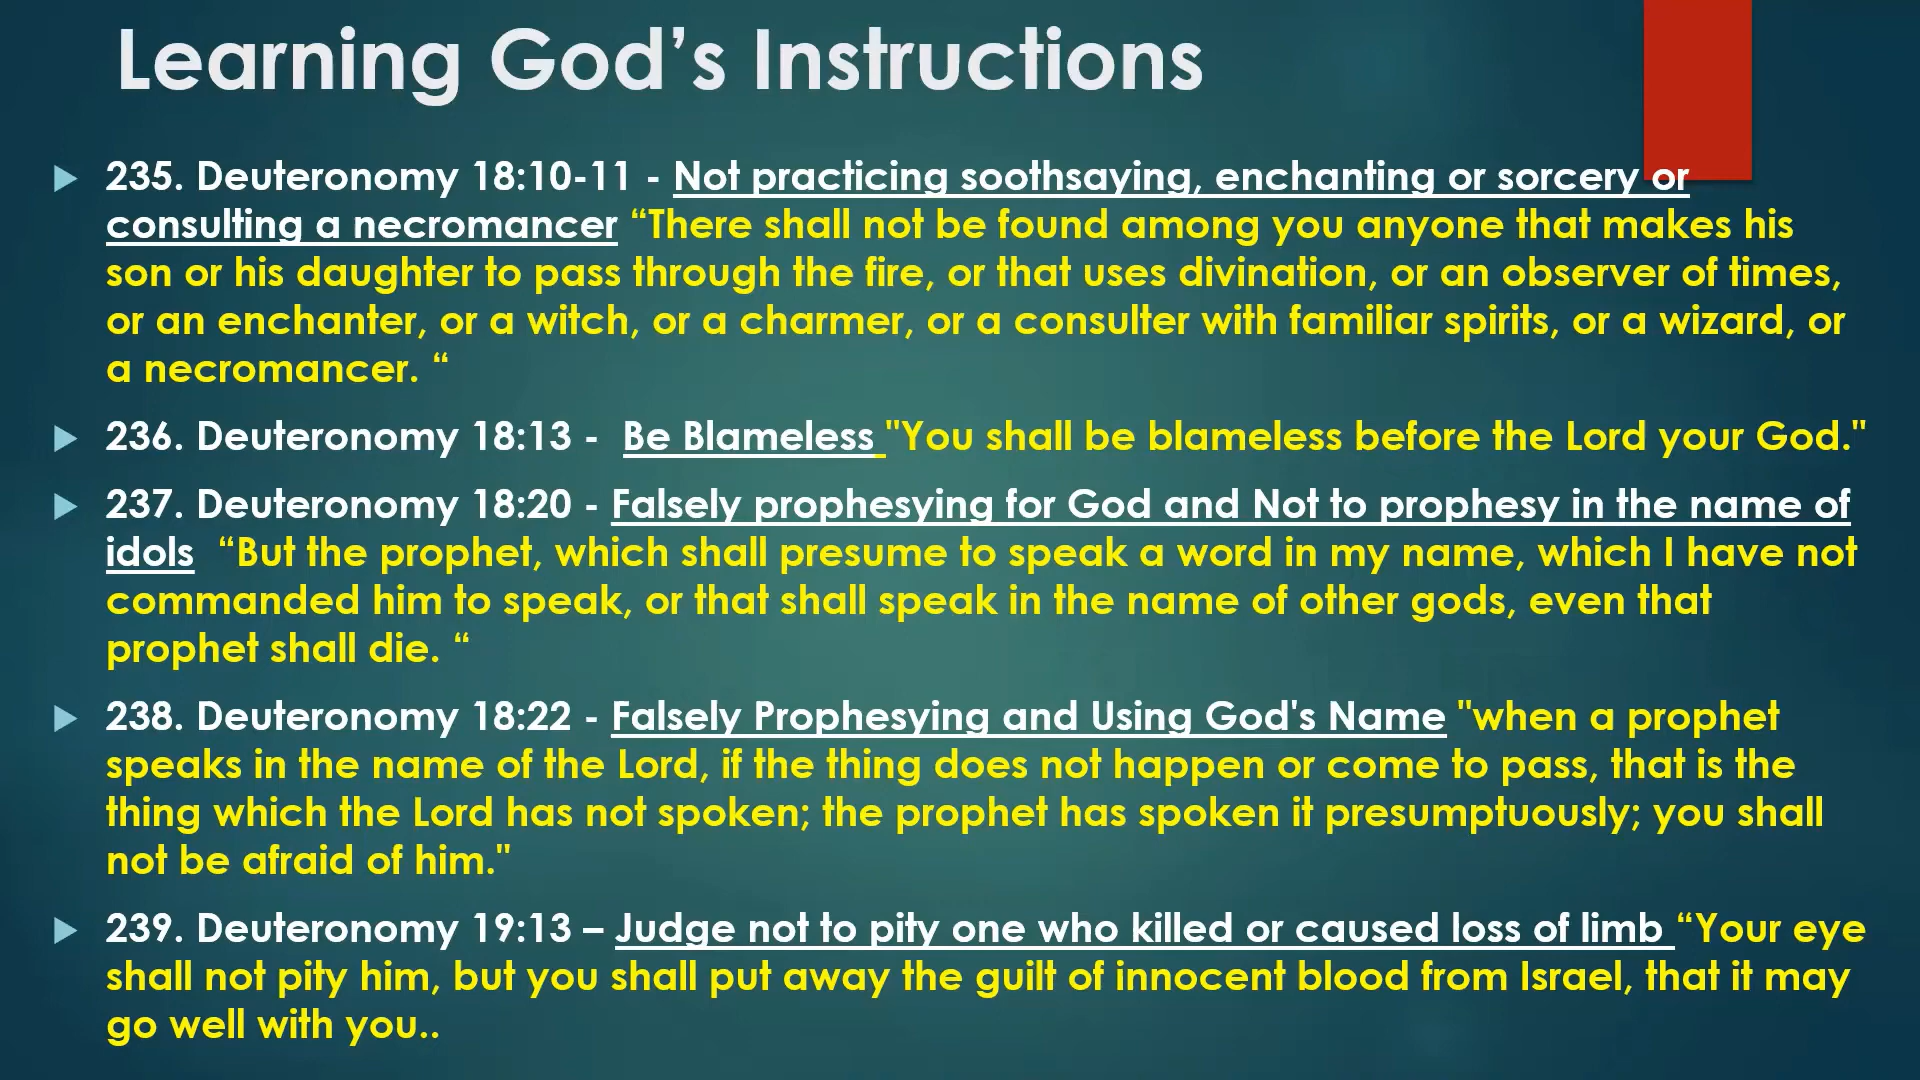 Learning God’s Instructions
235. Deuteronomy 18:10-11 - Not practicing soothsaying, enchanting or sorcery or
consulting a necromancer “There shall not be found among you anyone that makes his
son or his daughter to pass through the fire, or that uses divination, or an observer of times,
or an enchanter, or a witch, or a charmer, or a consulter with familiar spirits, or a wizard, or
a necromancer. “
236. Deuteronomy 18:13 - Be Blameless "You shall be blameless before the Lord your God."
237. Deuteronomy 18:20 - Falsely prophesying for God and Not to prophesy in the name of
idols “But the prophet, which shall presume to speak a word in my name, which I have not
commanded him to speak, or that shall speak in the name of other gods, even that
prophet shall die. “
238. Deuteronomy 18:22 - Falsely Prophesying and Using God's Name "when a prophet
speaks in the name of the Lord, if the thing does not happen or come to pass, that is the
thing which the Lord has not spoken; the prophet has spoken it presumptuously; you shall
not be afraid of him."
239. Deuteronomy 19:13 – Judge not to pity one who killed or caused loss of limb “Your eye
shall not pity him, but you shall put away the guilt of innocent blood from Israel, that it may
go well with you..